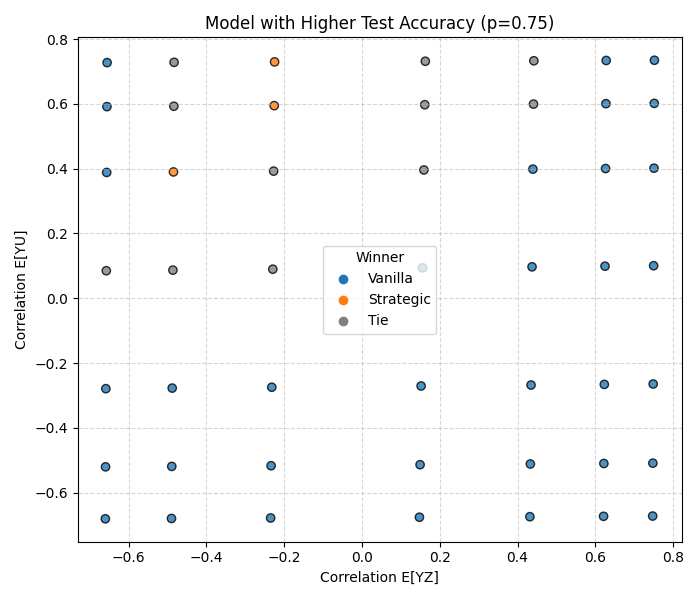 Model with Higher Test Accuracy (p=0.75)
0.8
0.6
0.4
0.2
0.0
−0.2
−0.4
−0.6
Correlation E[YU]
Winner
Vanilla
Strategic
Tie
−0.6
−0.4
−0.2
0.0
0.2
0.4
0.6
0.8
Correlation E[YZ]